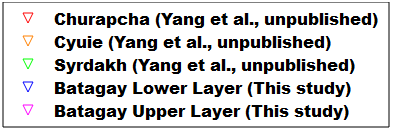 Churapcha (Yang et al., unpublished)
Cyuie (Yang et al., unpublished)
Syrdakh (Yang et al., unpublished)
Batagay Lower Layer (This study)
Batagay Upper Layer (This study)